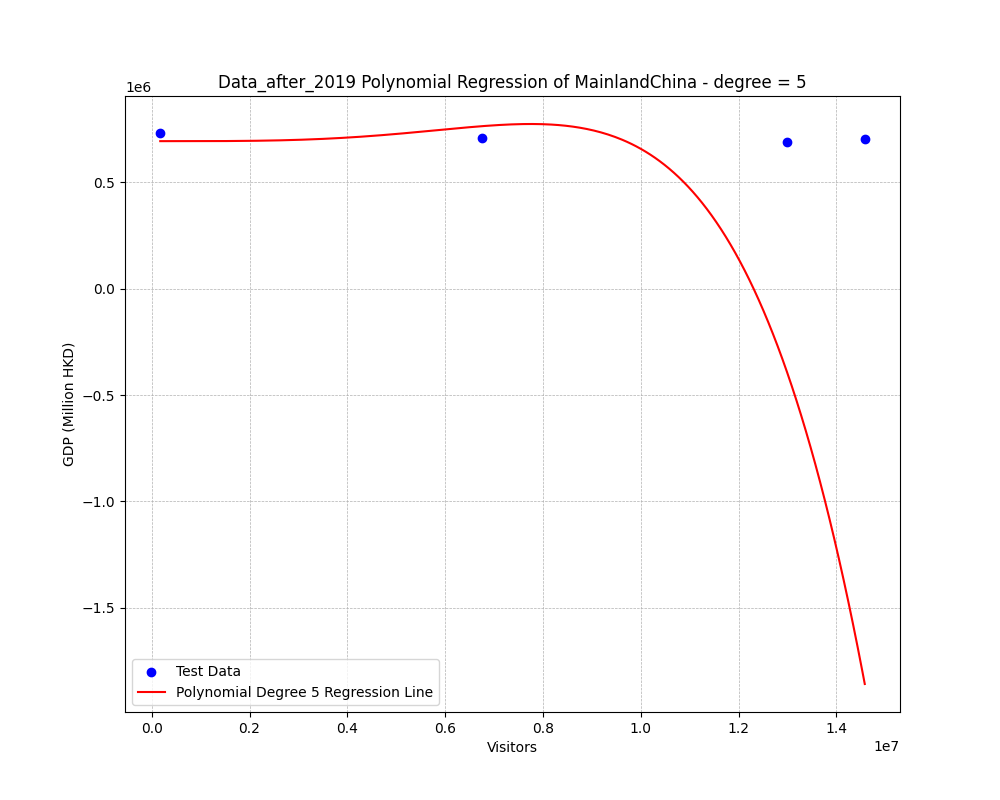 Data_after_2019 Polynomial Regression of MainlandChina - degree = 5
1e6
0.5
0.0
−0.5
−1.0
−1.5
GDP (Million HKD)
Test Data
Polynomial Degree 5 Regression Line
0.0 0.2 0.4 0.6 0.8 1.0 1.2 1.4
Visitors
1e7